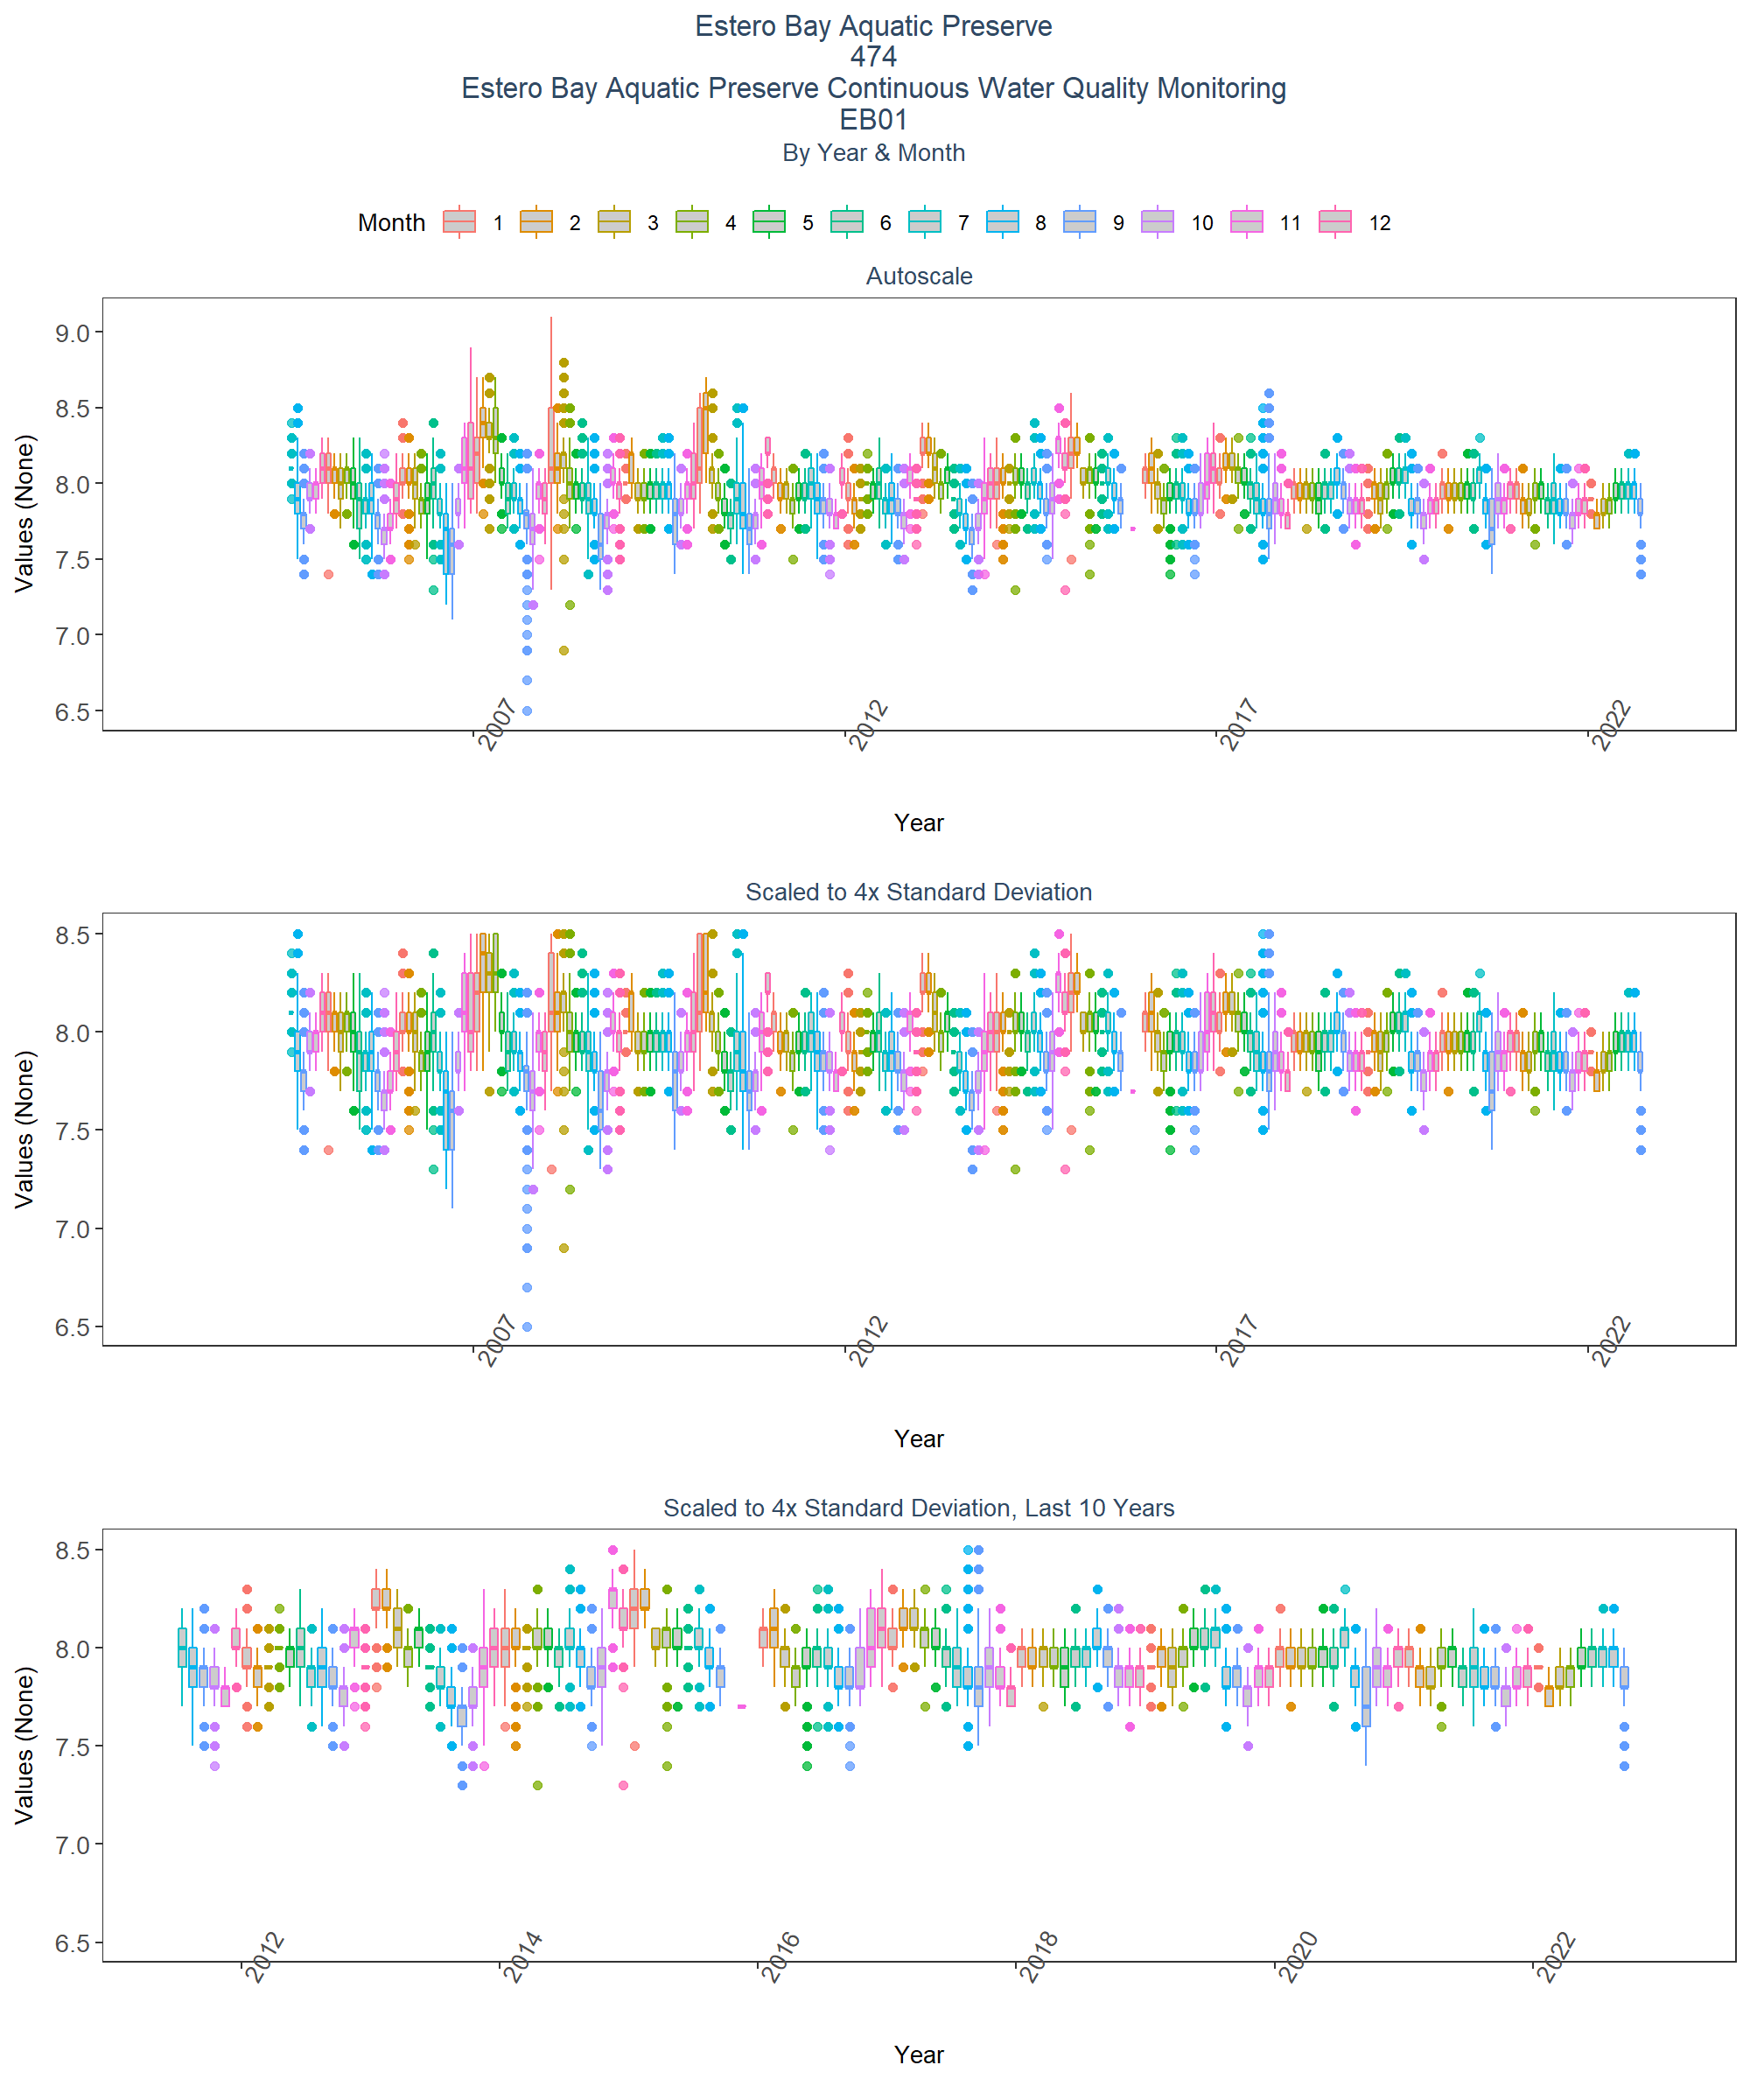 Estero Bay Aquatic Preserve
474
Estero Bay Aquatic Preserve Continuous Water Quality Monitoring
EB01
By Year & Month
Month 1 2 3 4 5 6 7 8 9 10 11 12
Autoscale
Values (None)
9.0
8.5
8.0
7.5
7.0
6.5
2007 2012 2017 2022
Year
Scaled to 4x Standard Deviation
Values (None)
8.5
8.0
7.5
7.0
6.5
2007 2012 2017 2022
Year
Scaled to 4x Standard Deviation, Last 10 Years
Values (None)
8.5
8.0
7.5
7.0
6.5
2012 2014 2016 2018 2020 2022
Year